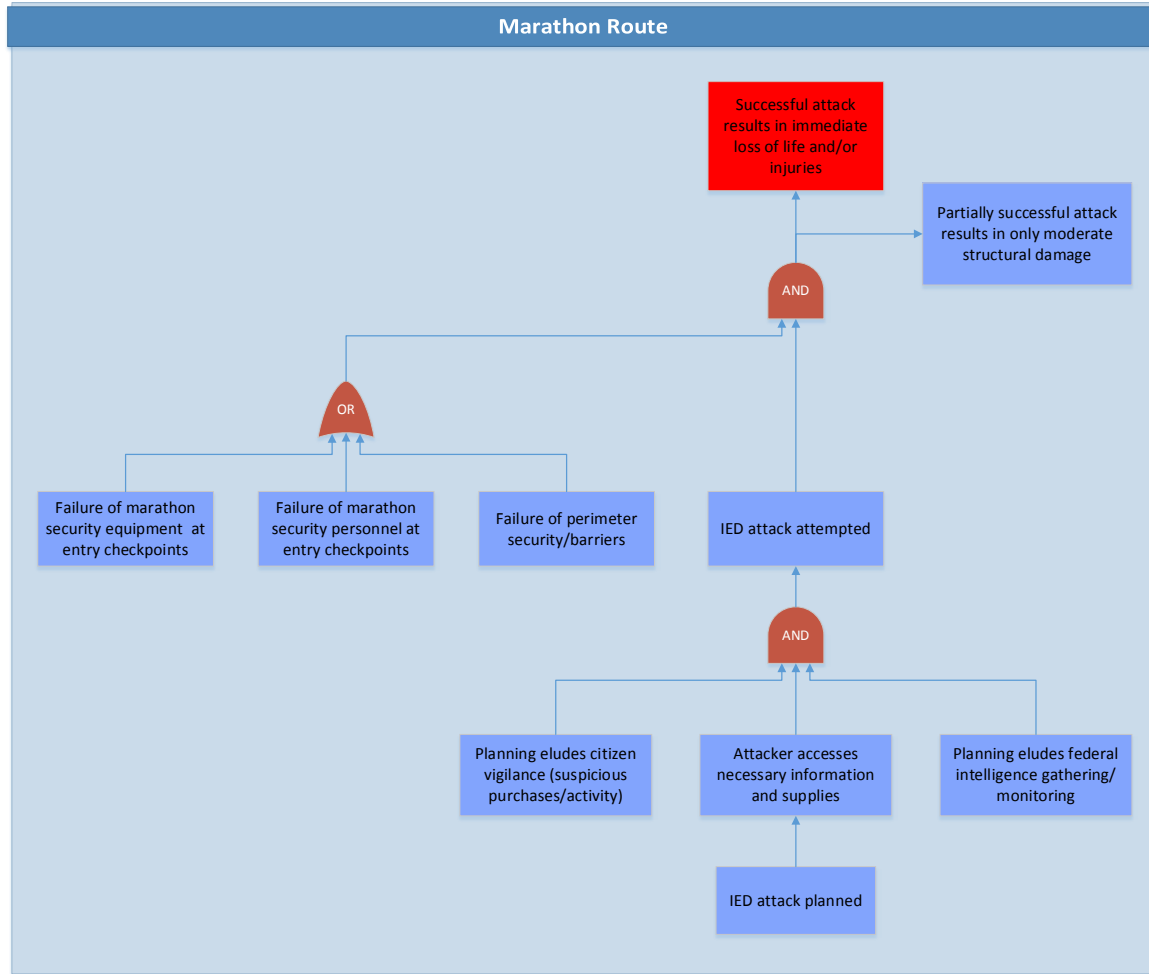 Marathon Route
Successful attack
results in immediate
loss of life and/or
injuries
Partially successful attack
results in only moderate
structural damage
AND
OR
Failure of marathon
security equipment at
entry checkpoints
Failure of marathon
security personnel at
entry checkpoints
Failure of perimeter
security/barriers
IED attack attempted
AND
Planning eludes citizen
vigilance (suspicious
purchases/activity)
Attacker accesses
necessary information
and supplies
Planning eludes federal
intelligence gathering/
monitoring
IED attack planned